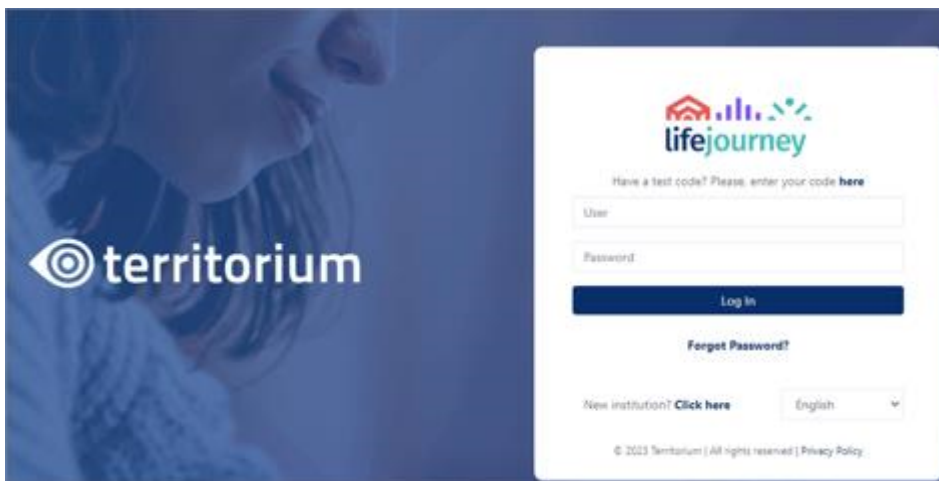 territorium
lifejourney
Have a test code? Please, enter your code here
User
Password
Log In
Forgot Password?
New institution? Click here
English
© 2023 Territorium | All rights reserved | Privacy Policy